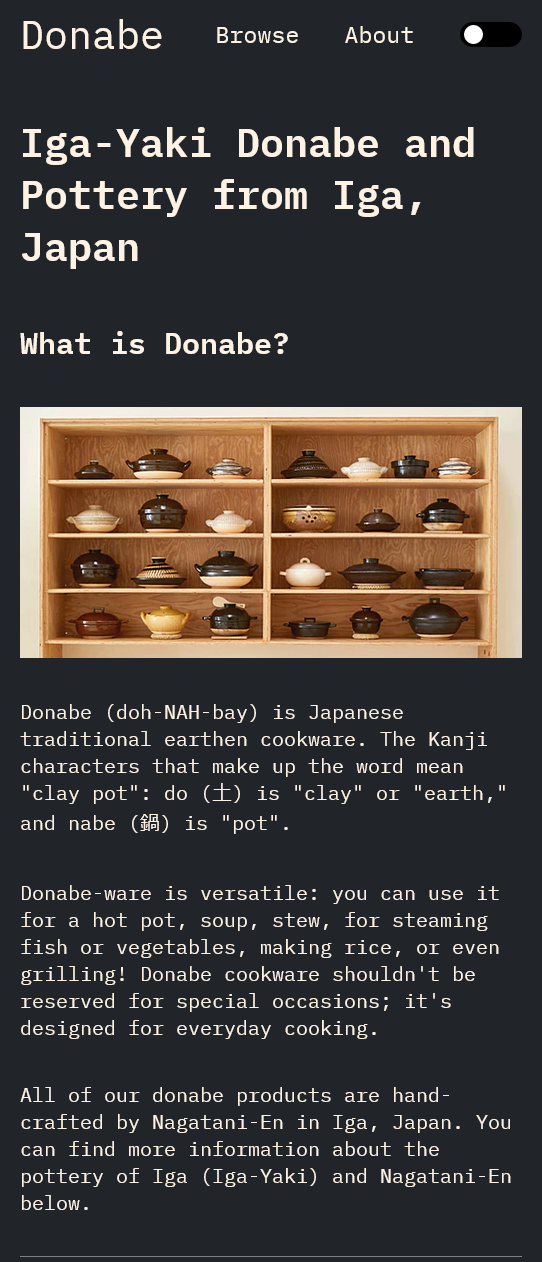 Donabe Browse About
Iga-Yaki Donabe and
Pottery from Iga,
Japan
What is Donabe?
Donabe (doh-NAH-bay) is Japanese
traditional earthen cookware. The Kanji
characters that make up the word mean
"clay pot": do (土) is "clay" or "earth,"
and nabe (鍋) is "pot".
Donabe-ware is versatile: you can use it
for a hot pot, soup, stew, for steaming
fish or vegetables, making rice, or even
grilling! Donabe cookware shouldn't be
reserved for special occasions; it's
designed for everyday cooking.
All of our donabe products are hand-
crafted by Nagatani-En in Iga, Japan. You
can find more information about the
pottery of Iga (Iga-Yaki) and Nagatani-En
below.